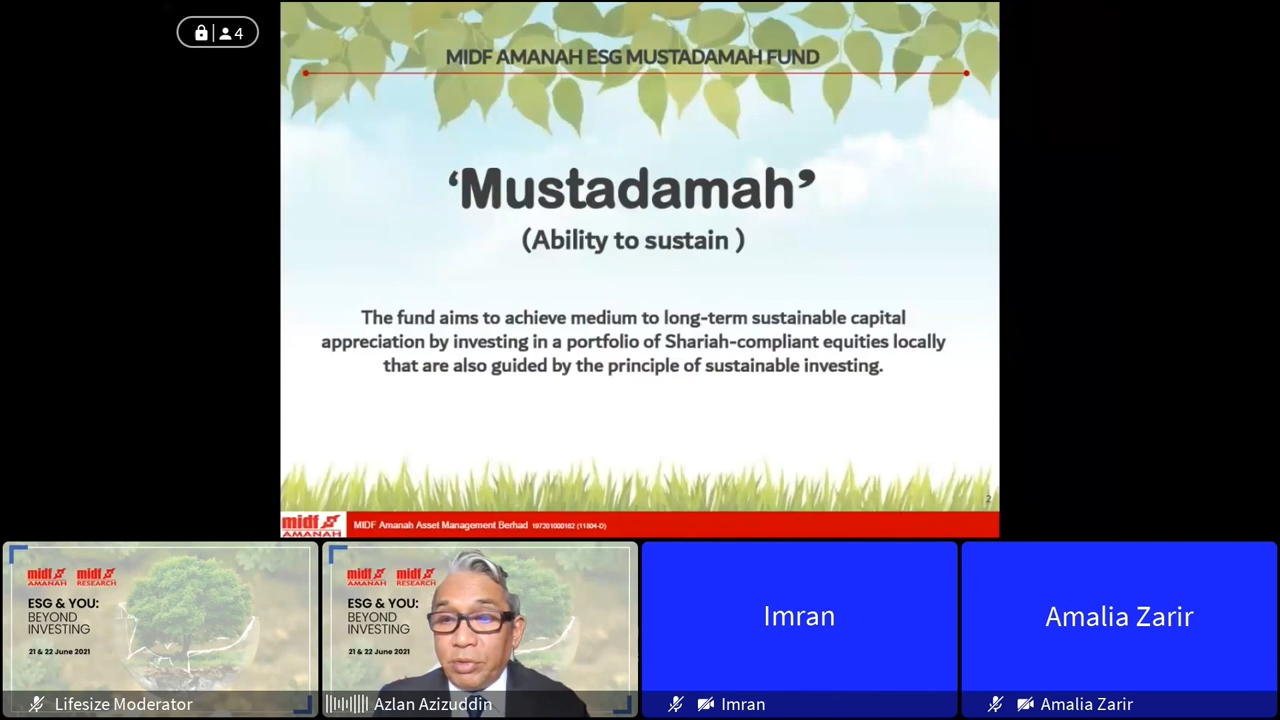 4
MIDF AMANAH ESG MUSTADAMAH FUND
‘Mustadamah’
(Ability to sustain )
The fund aims to achieve medium to long-term sustainable capital
appreciation by investing in a portfolio of Shariah-compliant equities locally
that are also guided by the principle of sustainable investing.
2
midf
AMANAH
MIDF Amanah Asset Management Berhad 197201000162 (11804-D)
midf AMANAH midf RESEARCH
ESG & YOU:
BEYOND
INVESTING
21 & 22 June 2021
Lifesize Moderator
midf AMANAH midf RESEARCH
ESG & YOU:
BEYOND
INVESTING
21 & 22 June 2021
Azlan Azizuddin
Imran
Imran
Amalia Zarir
Amalia Zarir